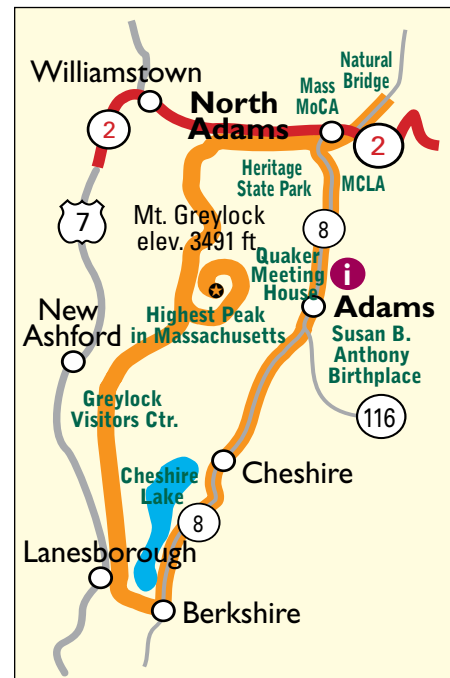 Natural
Bridge
Williamstown
Mass
MoCA
North
Adams
2
2
Heritage
State Park
MCLA
7
Mt. Greylock
elev. 3491 ft
8
Quaker
Meeting
House
i
Adams
New
Ashford
Highest Peak
in Massachusetts
Susan B.
Anthony
Birthplace
Greylock
Visitors Ctr.
116
Cheshire
Lake
Cheshire
8
Lanesborough
Berkshire